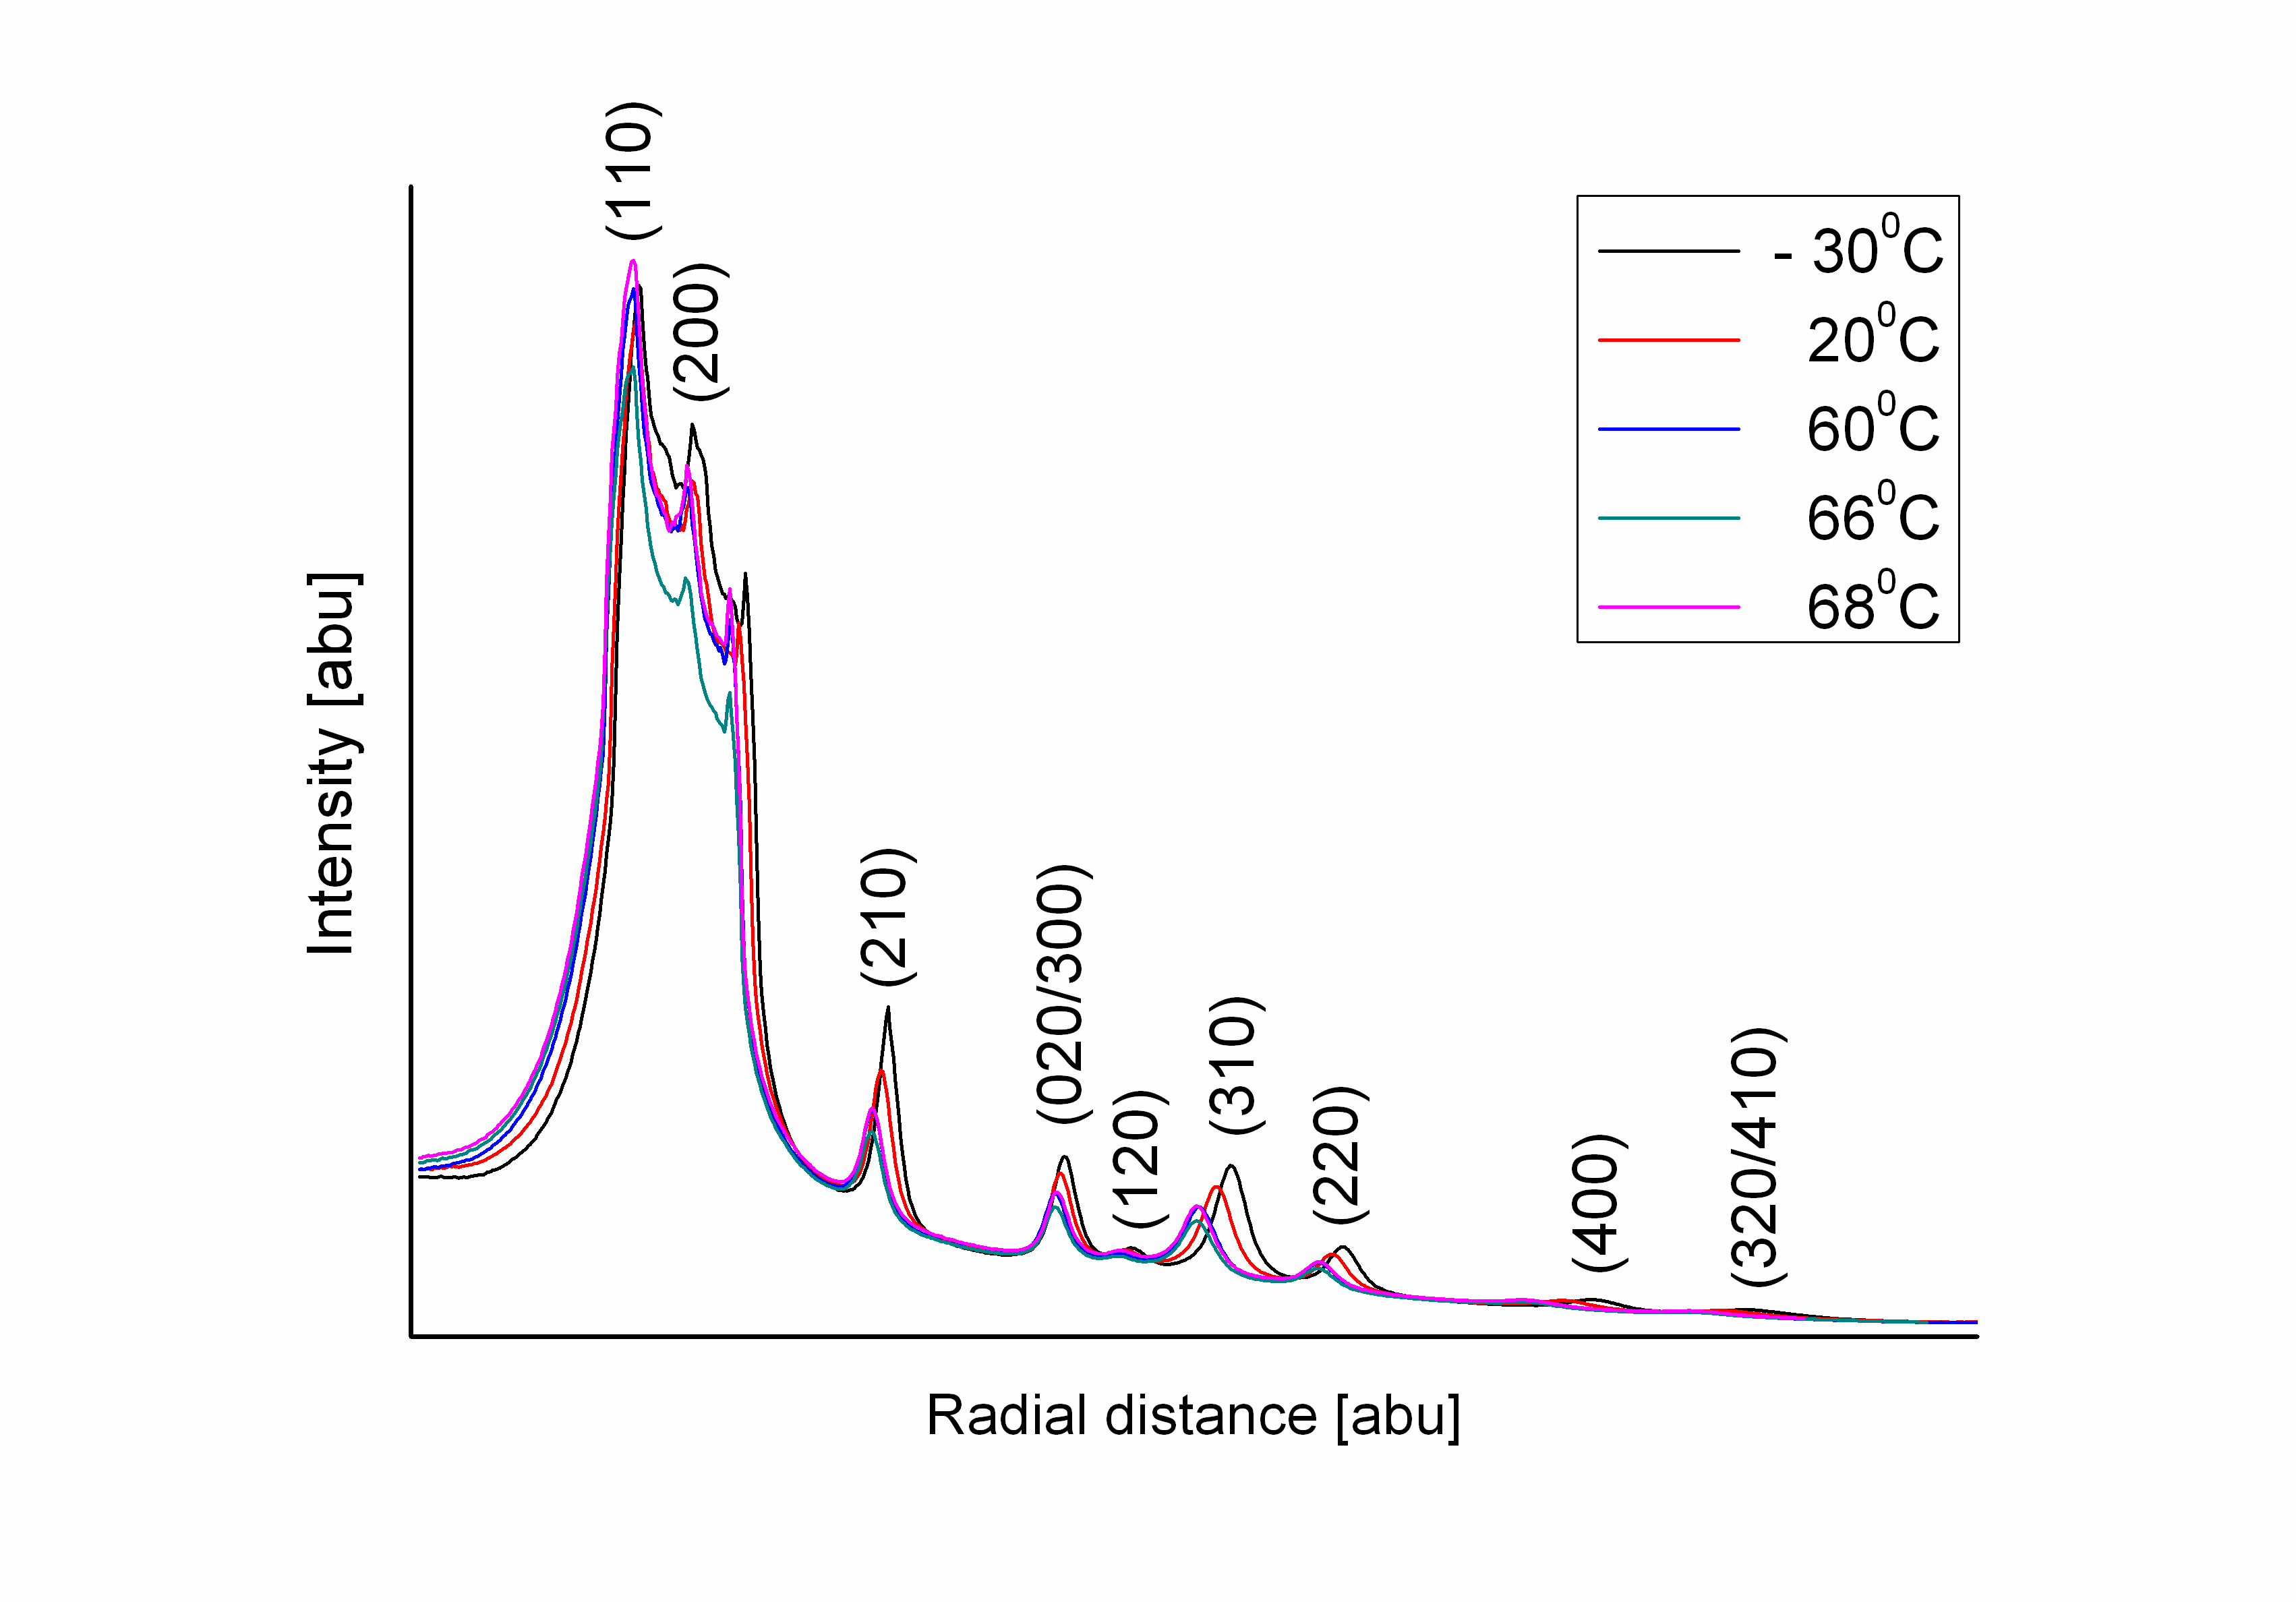 (110)
(200)
(210)
(020/300)
(120)
(310)
(220)
(400)
(320/410)
- 30⁰C
20⁰C
60⁰C
66⁰C
68⁰C
Intensity [abu]
Radial distance [abu]